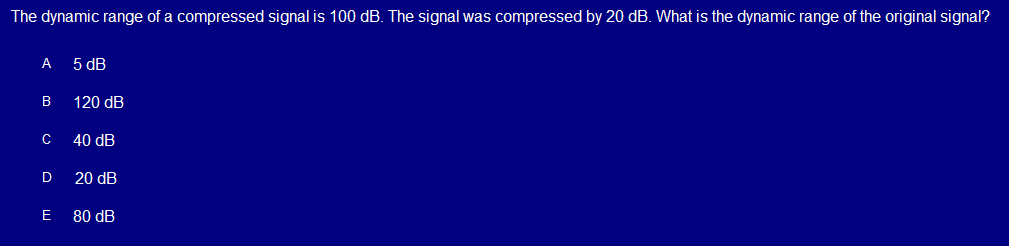 The dynamic range of a compressed signal is 100 dB. The signal was compressed by 20 dB. What is the dynamic range of the original signal?
A 5 dB
B 120 dB
C 40 dB
D 20 dB
E 80 dB